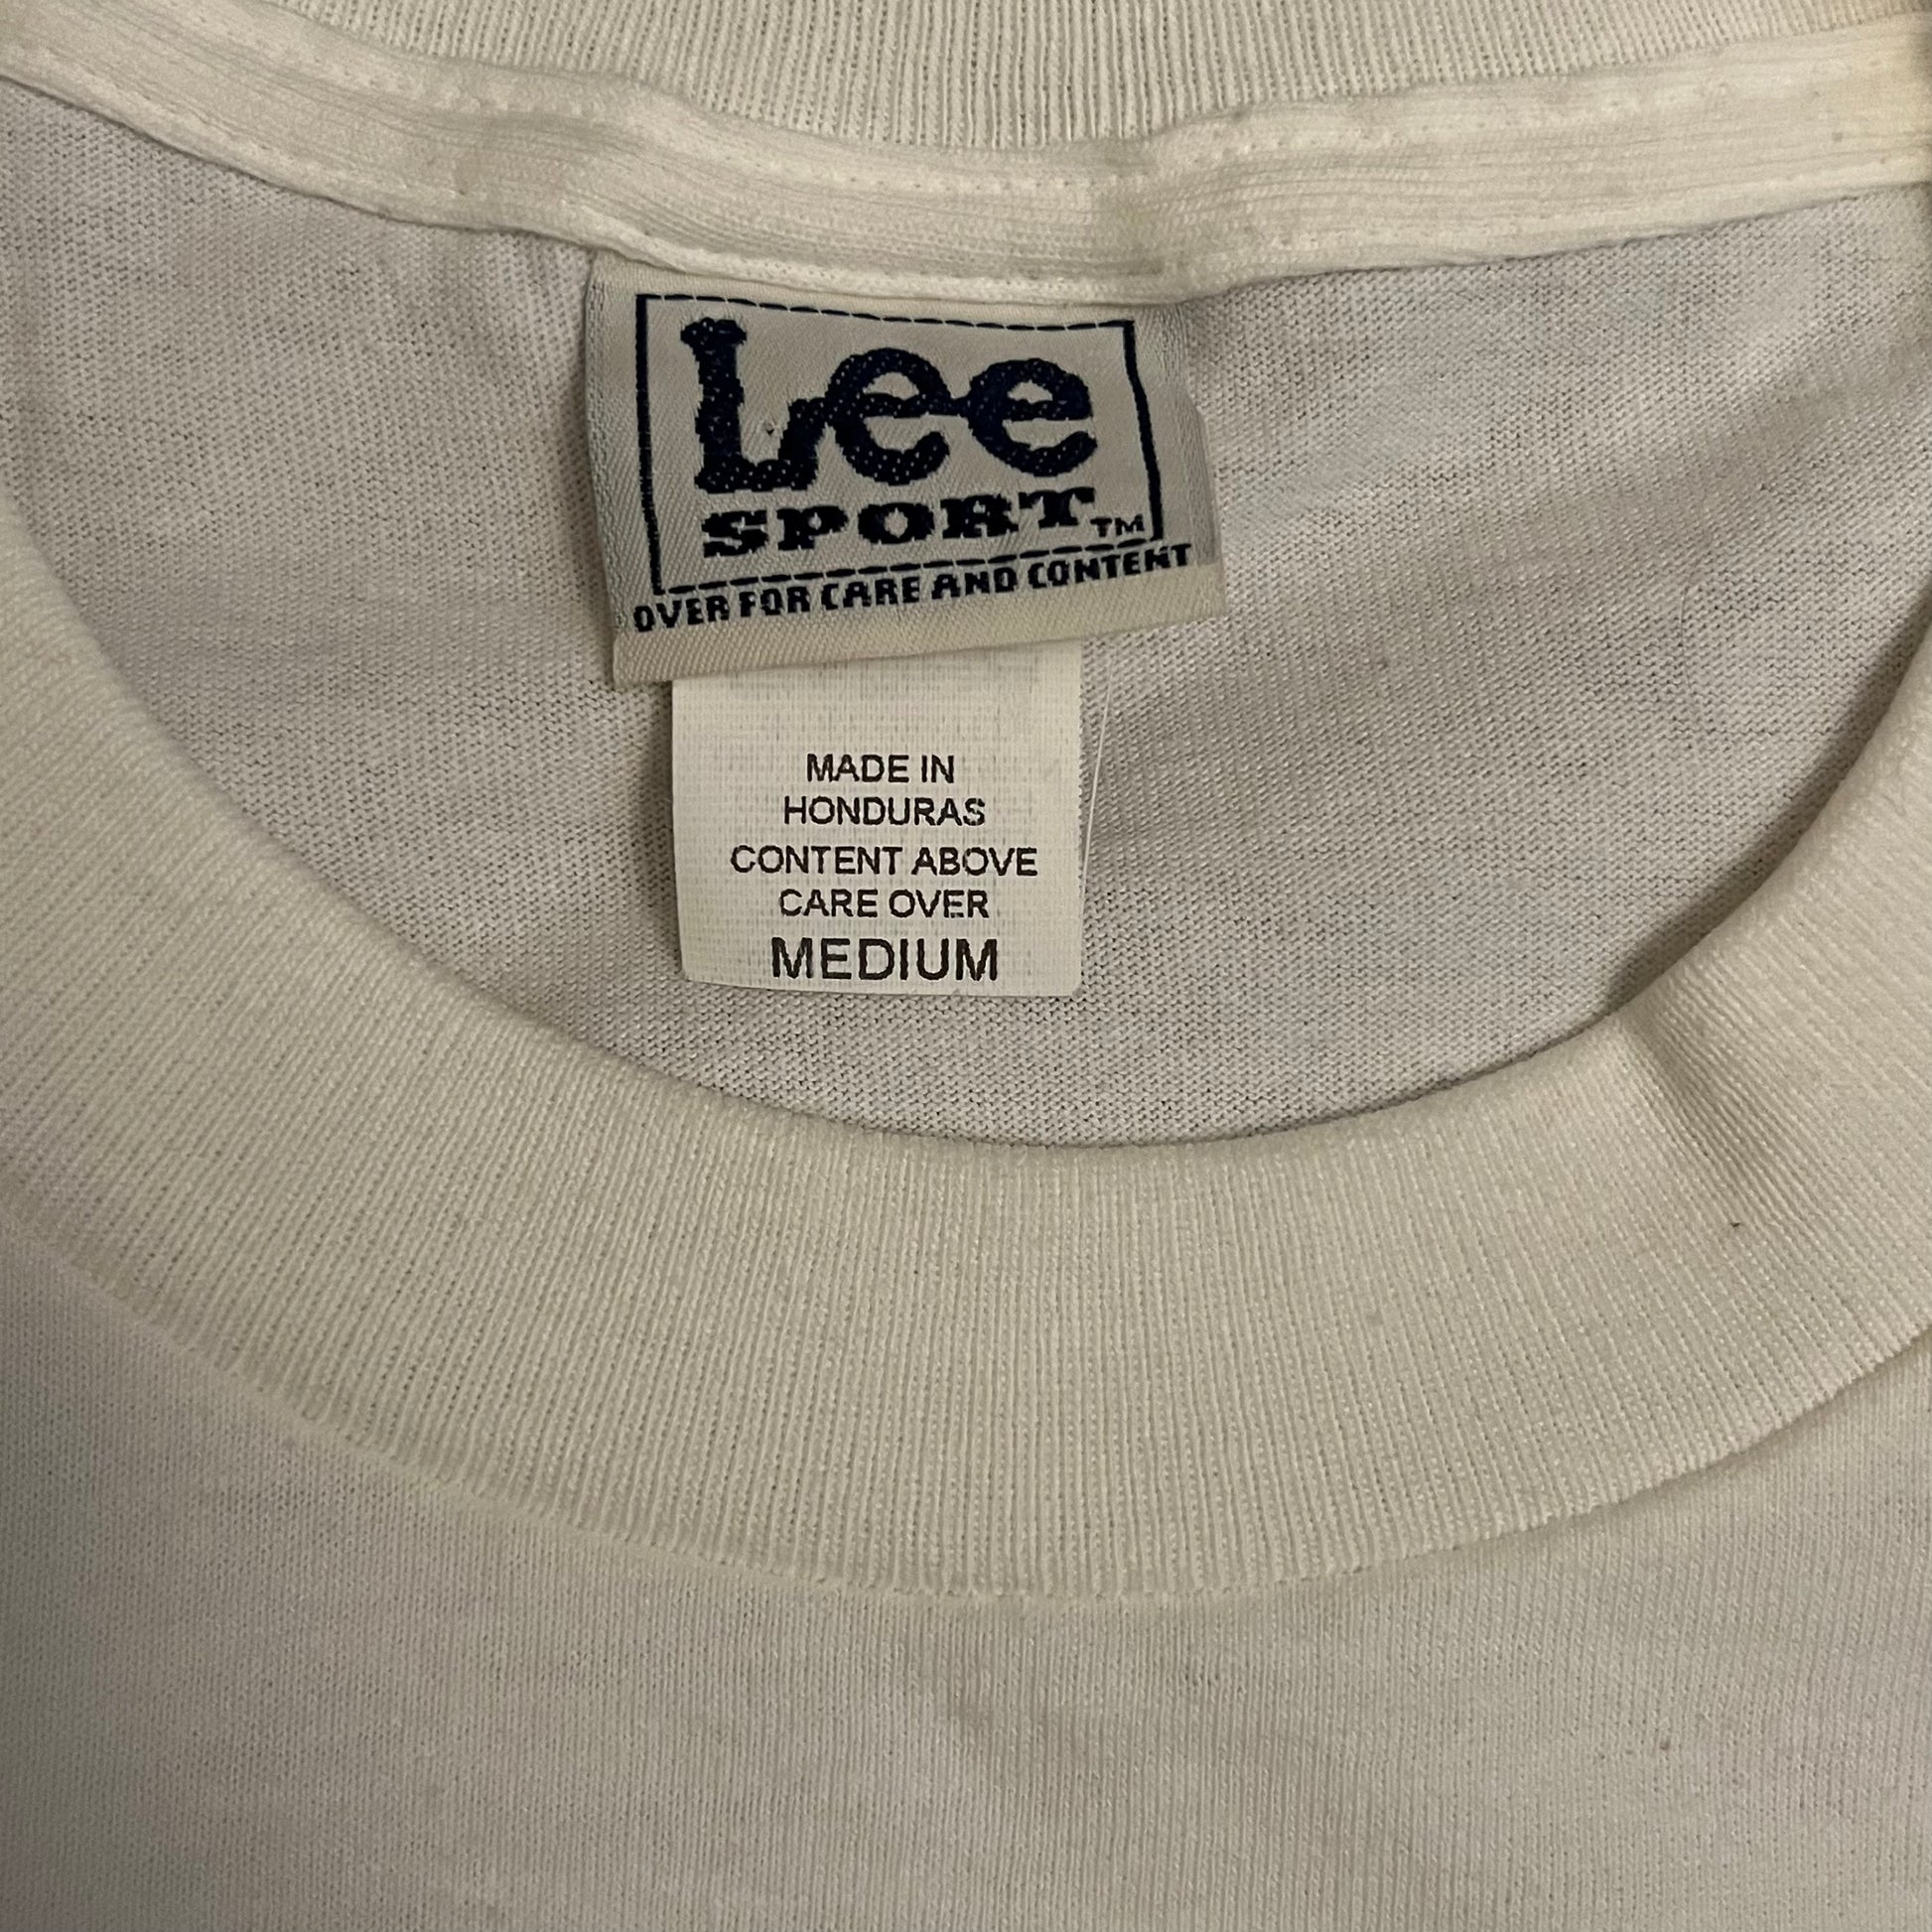 Lee
SPORT™
OVER FOR CARE AND CONTENT
MADE IN
HONDURAS
CONTENT ABOVE
CARE OVER
MEDIUM